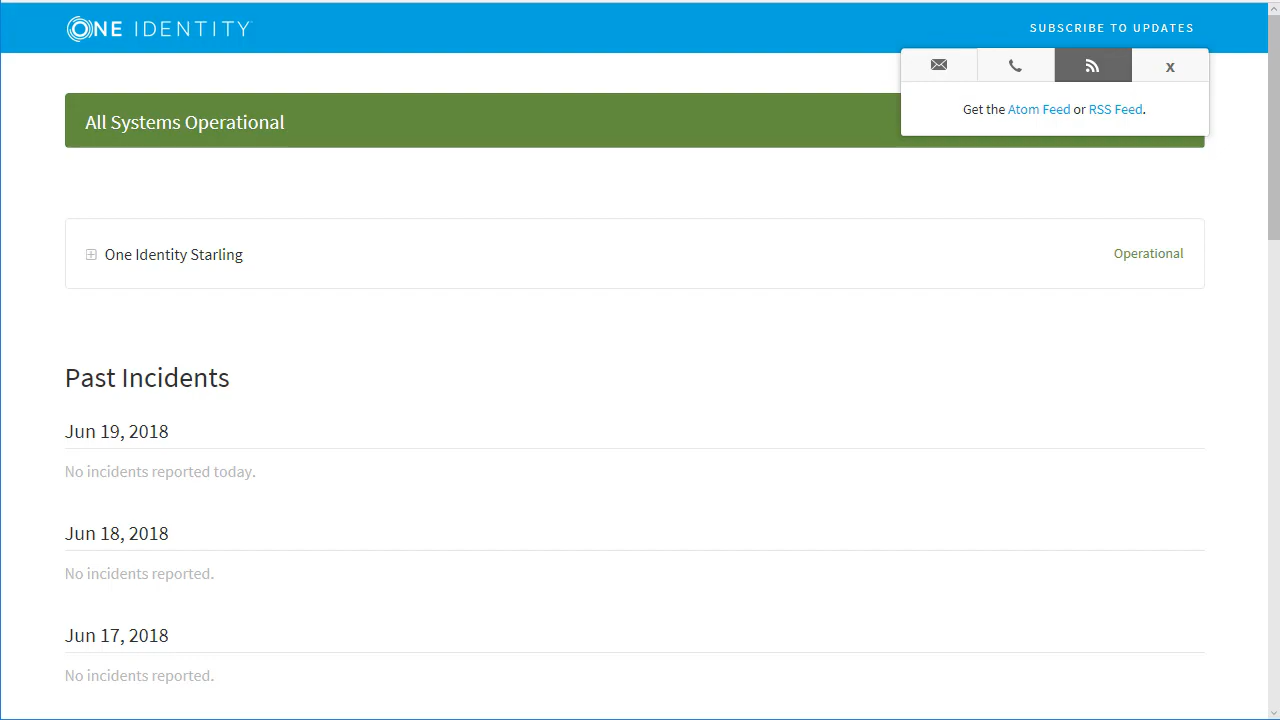 ONE IDENTITY
SUBSCRIBE TO UPDATES
x
Get the Atom Feed or RSS Feed.
All Systems Operational
One Identity Starling
Operational
Past Incidents
Jun 19, 2018
No incidents reported today.
Jun 18, 2018
No incidents reported.
Jun 17, 2018
No incidents reported.